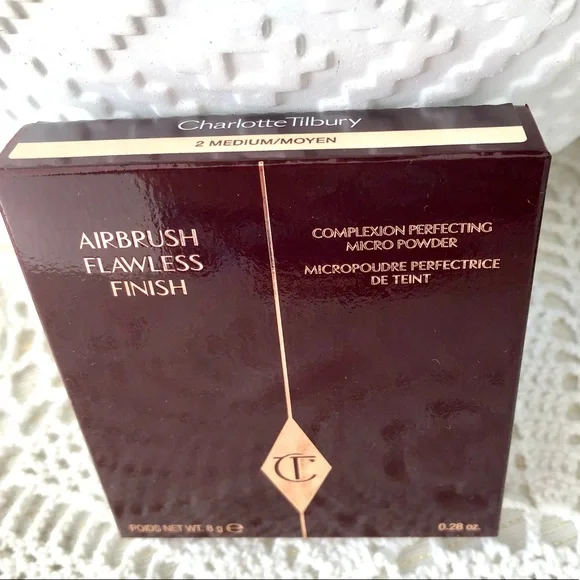 CharlotteTilbury
2 MEDIUM/MOYEN
AIRBRUSH
FLAWLESS
FINISH
COMPLEXION PERFECTING
MICRO POWDER
MICROPOUDRE PERFECTRICE
DE TEINT
CT
POIDS NET WT. 8 g ℮
0.28 oz.